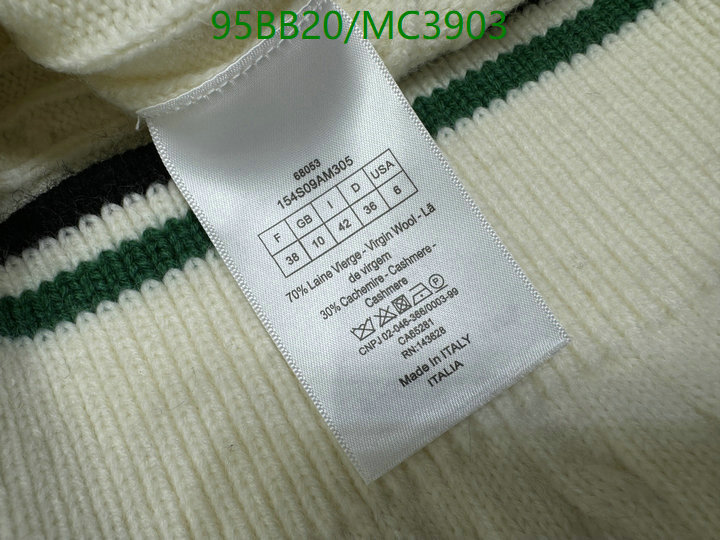 95BB20/MC3903
68053
154S09AM305
F GB I D USA
38 10 42 36 6
70% Laine Vierge - Virgin Wool - Lã
de virgem
30% Cachemire - Cashmere -
Cashmere
CNPJ 02-046-366/0003-99
CA65281
RN:143628
Made in ITALY
ITALIA